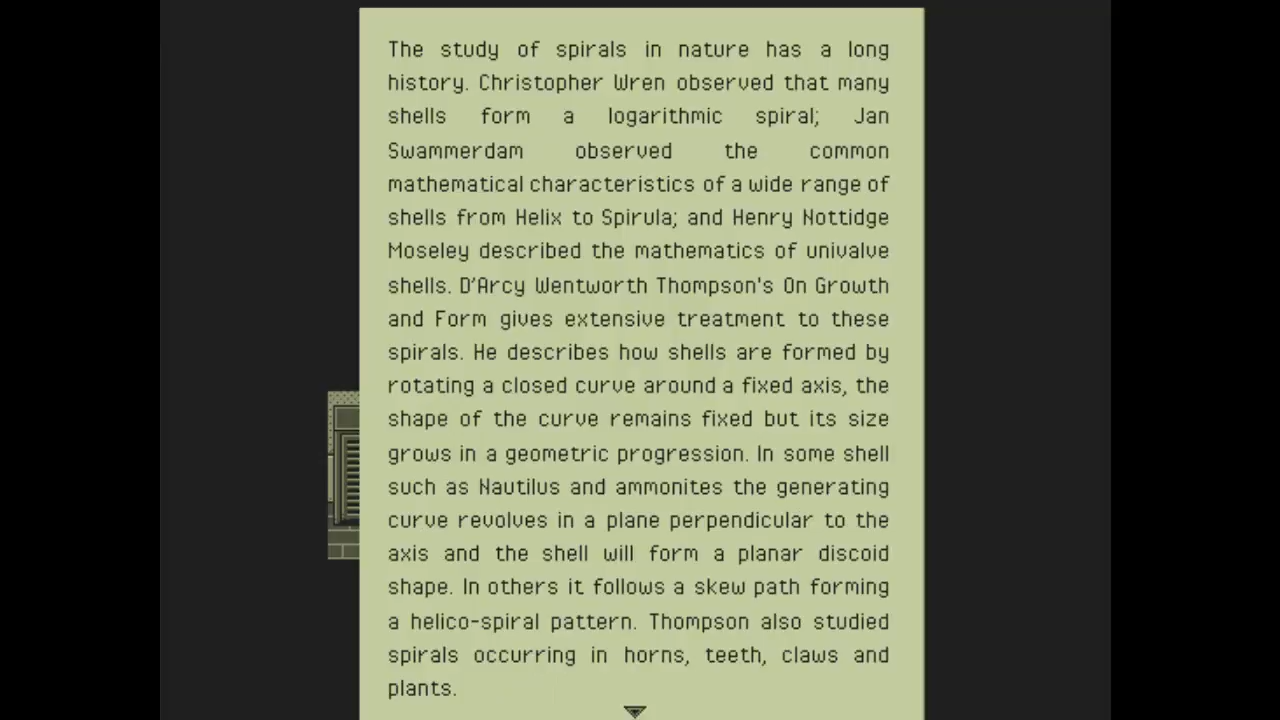 The study of spirals in nature has a long
history. Christopher Wren observed that many
shells form a logarithmic spiral; Jan
Swammerdam observed the common
mathematical characteristics of a wide range of
shells from Helix to Spirula; and Henry Nottidge
Moseley described the mathematics of univalve
shells. D’Arcy Wentworth Thompson's On Growth
and Form gives extensive treatment to these
spirals. He describes how shells are formed by
rotating a closed curve around a fixed axis, the
shape of the curve remains fixed but its size
grows in a geometric progression. In some shell
such as Nautilus and ammonites the generating
curve revolves in a plane perpendicular to the
axis and the shell will form a planar discoid
shape. In others it follows a skew path forming
a helico-spiral pattern. Thompson also studied
spirals occurring in horns, teeth, claws and
plants.